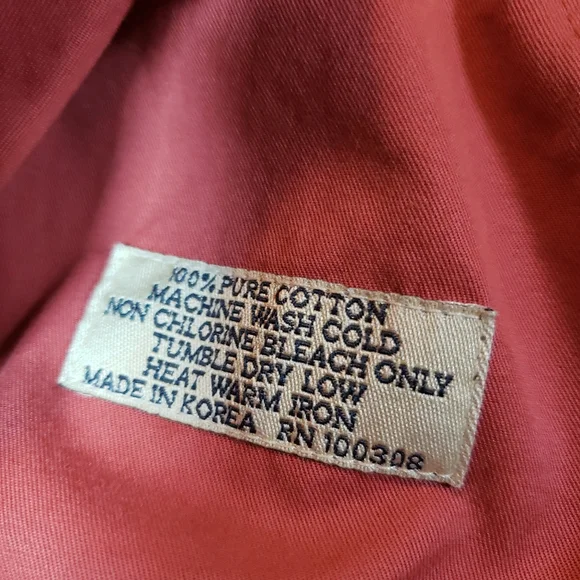 100% PURE COTTON
MACHINE WASH COLD
NON CHLORINE BLEACH ONLY
TUMBLE DRY LOW
HEAT WARM IRON
MADE IN KOREA RN 100308